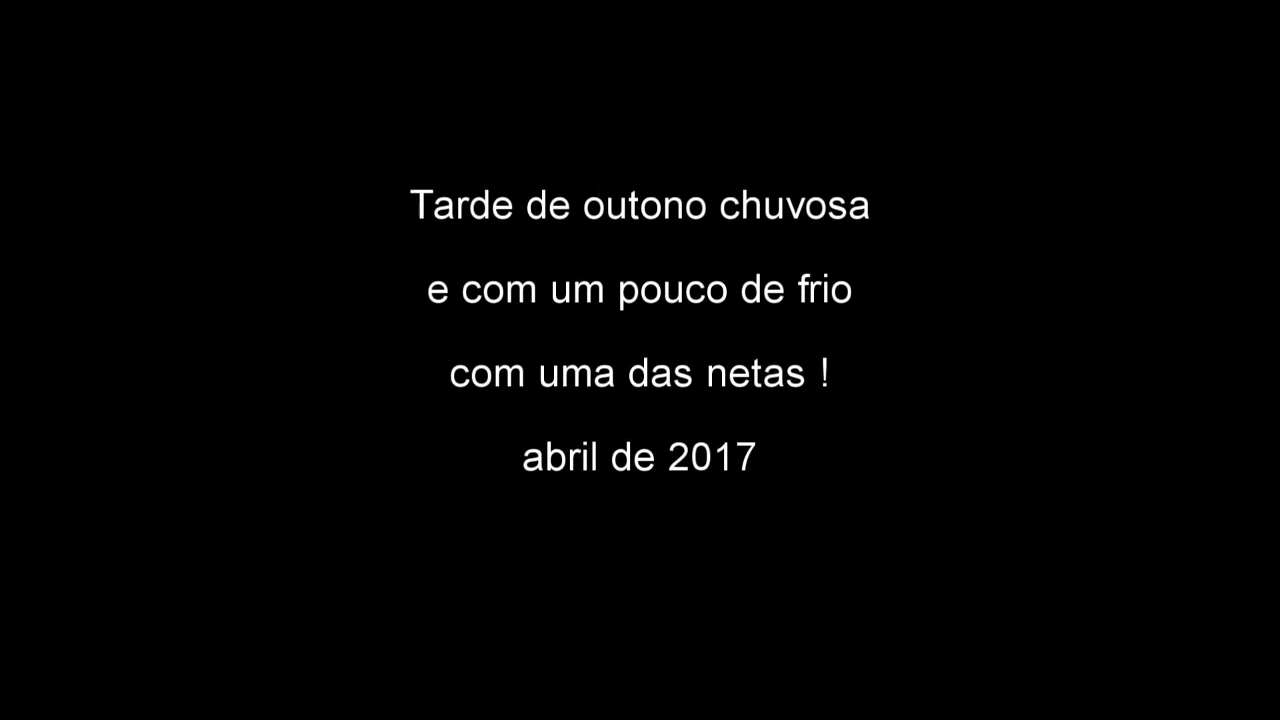 Tarde de outono chuvosa
e com um pouco de frio
com uma das netas !
abril de 2017